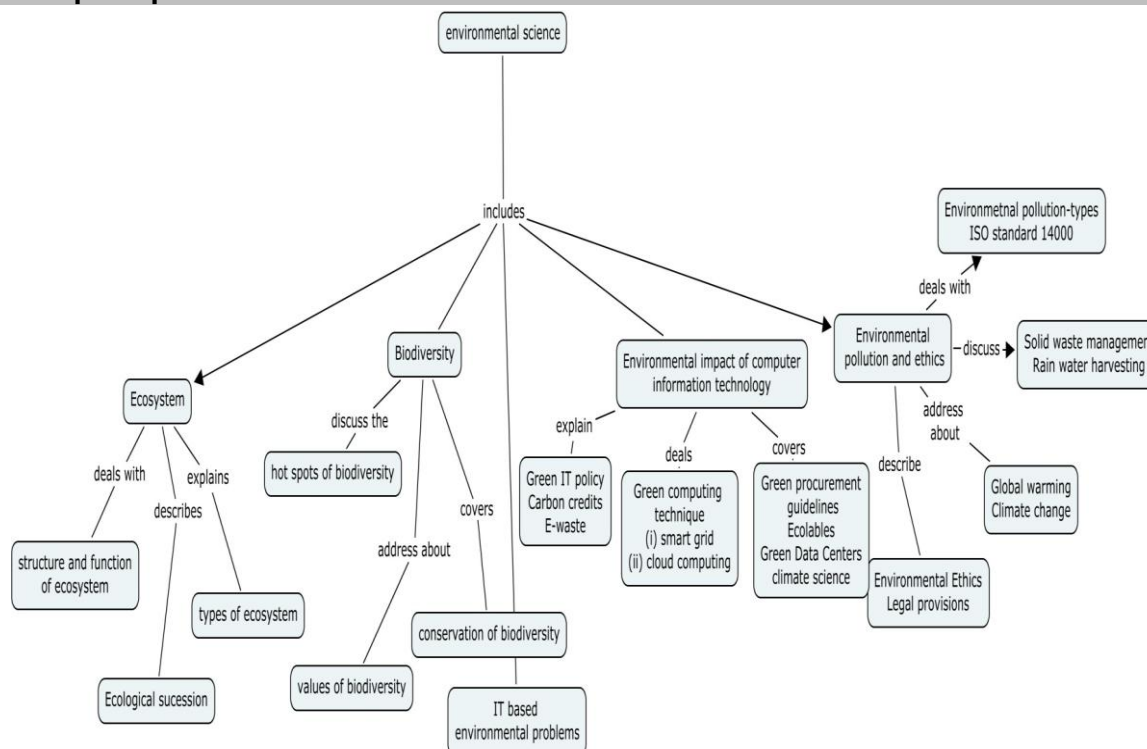 environmental science
includes
Environmetnal pollution-types
ISO standard 14000
deals with
Biodiversity
Environmental impact of computer
information technology
Environmental
pollution and ethics
discuss
Solid waste management
Rain water harvesting
Ecosystem
discuss the
explain
deals
covers
address
about
describe
deals with
explains
describes
hot spots of biodiversity
covers
address about
Green IT policy
Carbon credits
E-waste
Green computing
technique
(i) smart grid
(ii) cloud computing
Green procurement
guidelines
Ecolables
Green Data Centers
climate science
Global warming
Climate change
structure and function
of ecosystem
types of ecosystem
Ecological sucession
values of biodiversity
conservation of biodiversity
IT based
environmental problems
Environmental Ethics
Legal provisions